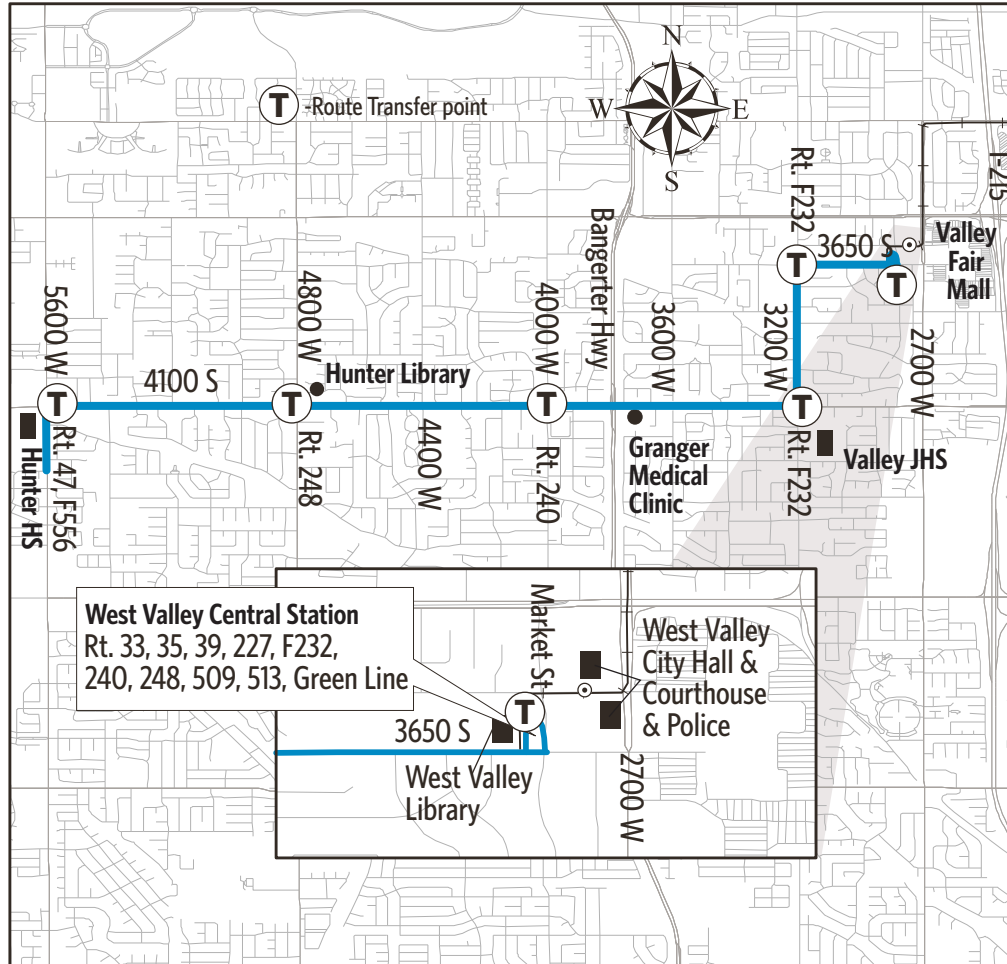 N
W
E
S
T
-Route Transfer point
I-215
Rt. F232
Bangerter Hwy
T
3650 S
T
Valley
Fair
Mall
5600 W
4800 W
4000 W
3600 W
3200 W
2700 W
4100 S
Hunter Library
T
T
T
T
Hunter HS
Rt. 47, F556
Rt. 248
4400 W
Rt. 240
Granger
Medical
Clinic
Rt. F232
Valley JHS
West Valley Central Station
Rt. 33, 35, 39, 227, F232,
240, 248, 509, 513, Green Line
Market St
West Valley
City Hall &
Courthouse
& Police
T
3650 S
West Valley
Library
2700 W